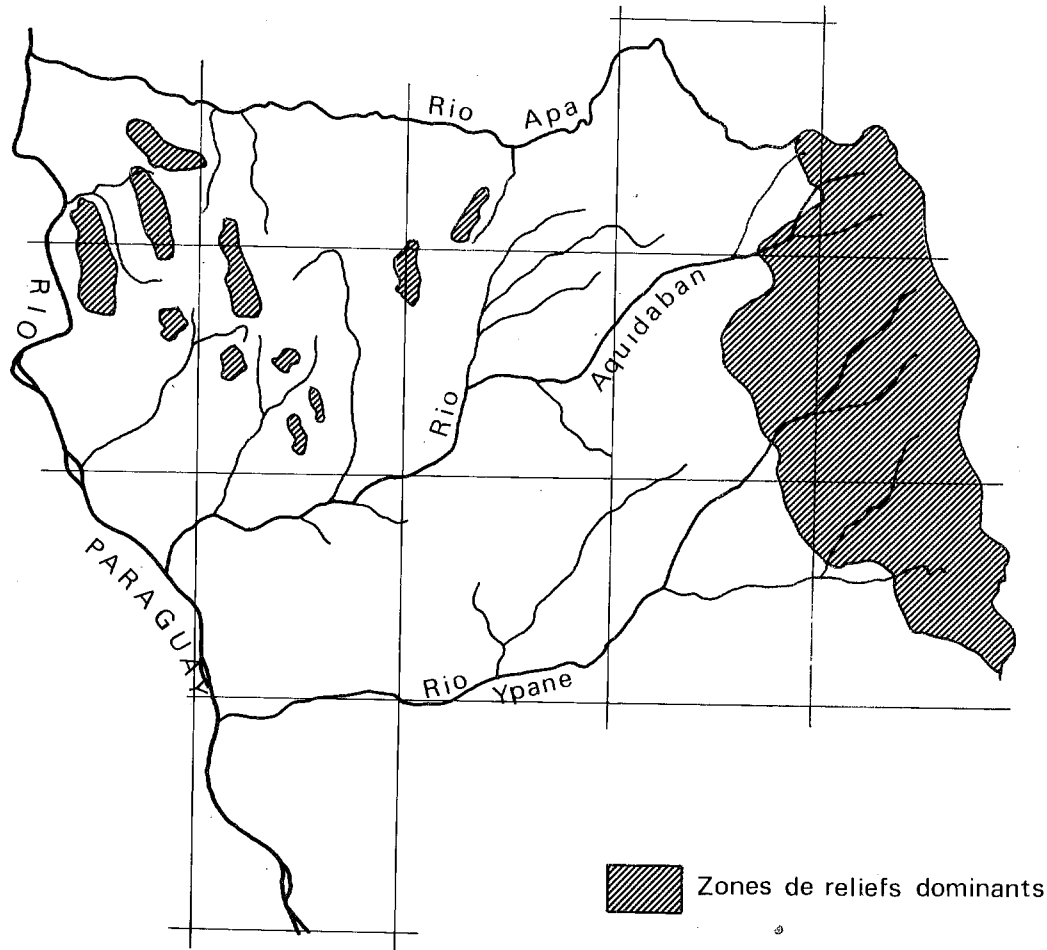 Rio Apa
RIO PARAGUAY
Rio Aquidaban
Rio Ypane
Zones de reliefs dominants